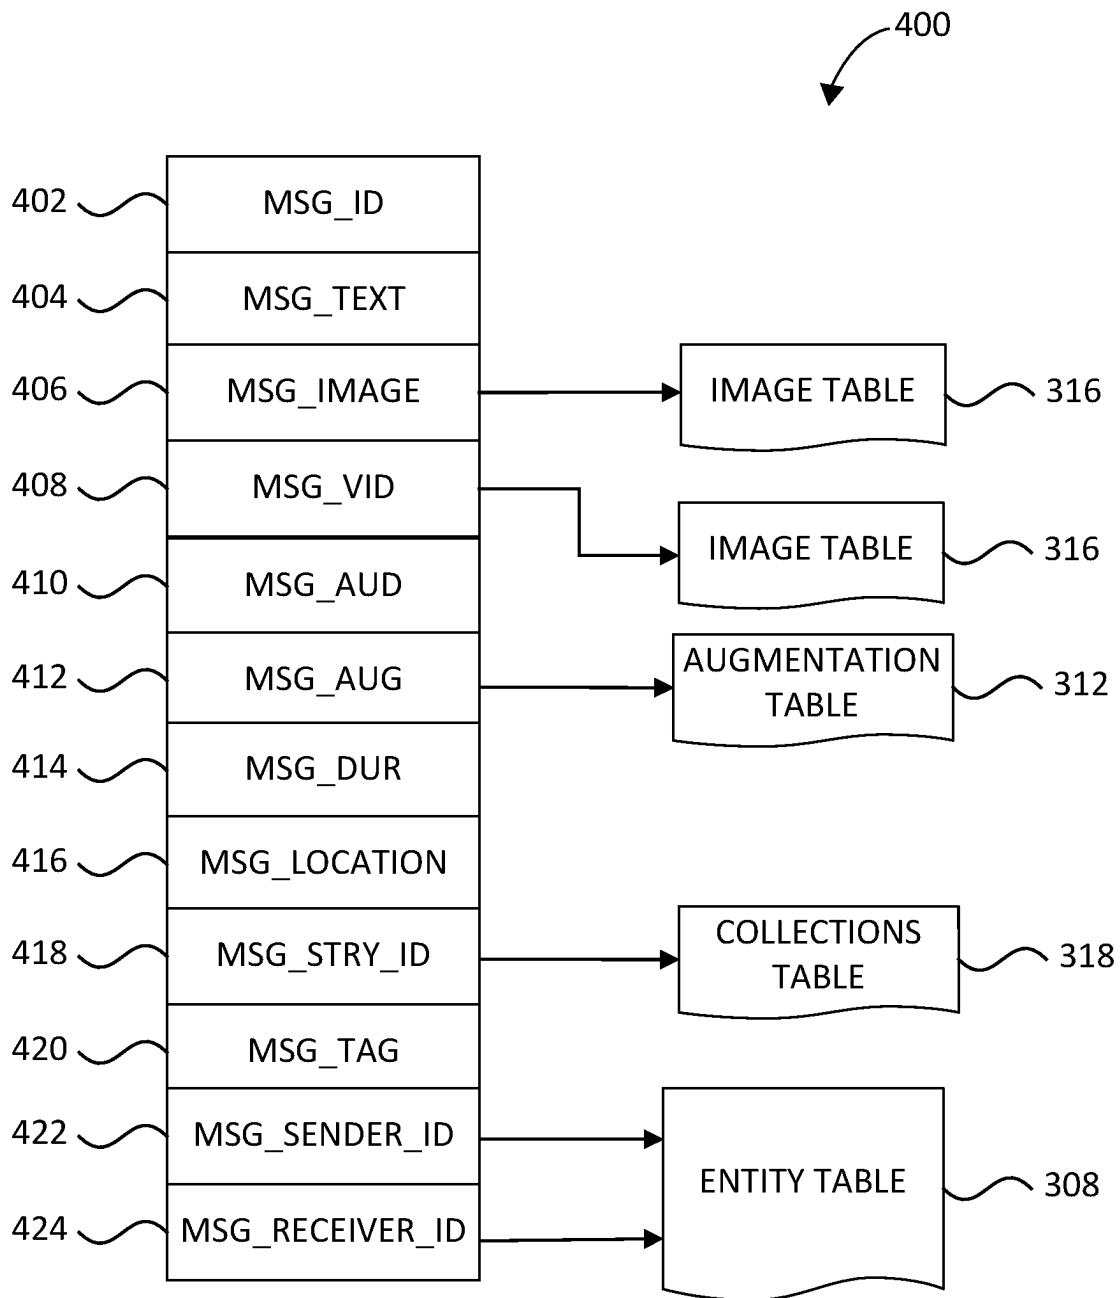 400
402 MSG_ID
404 MSG_TEXT
406 MSG_IMAGE IMAGE TABLE 316
408 MSG_VID
IMAGE TABLE 316
410 MSG_AUD
412 MSG_AUG AUGMENTATION
TABLE 312
414 MSG_DUR
416 MSG_LOCATION
418 MSG_STRY_ID COLLECTIONS
TABLE 318
420 MSG_TAG
422 MSG_SENDER_ID
ENTITY TABLE 308
424 MSG_RECEIVER_ID